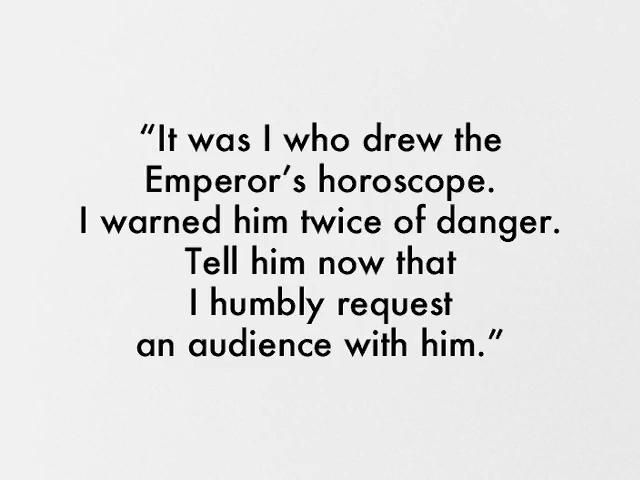 “It was I who drew the
Emperor’s horoscope.
I warned him twice of danger.
Tell him now that
I humbly request
an audience with him.”